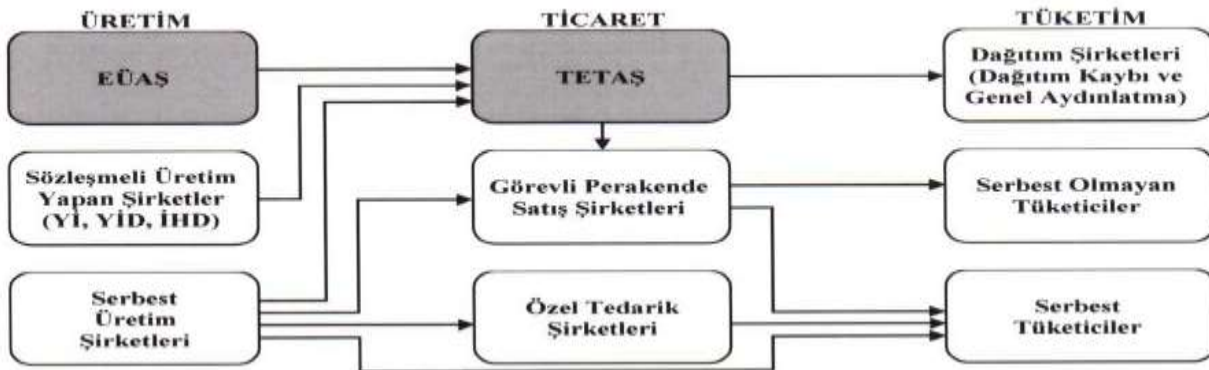 ÜRETİM
TİCARET
TÜKETİM
EÜAŞ
TETAŞ
Dağıtım Şirketleri
(Dağıtım Kaybı ve
Genel Aydınlatma)
Sözleşmeli Üretim
Yapan Şirketler
(Yİ, YİD, İHD)
Görevli Perakende
Satış Şirketleri
Serbest Olmayan
Tüketiciler
Serbest
Üretim
Şirketleri
Özel Tedarik
Şirketleri
Serbest
Tüketiciler